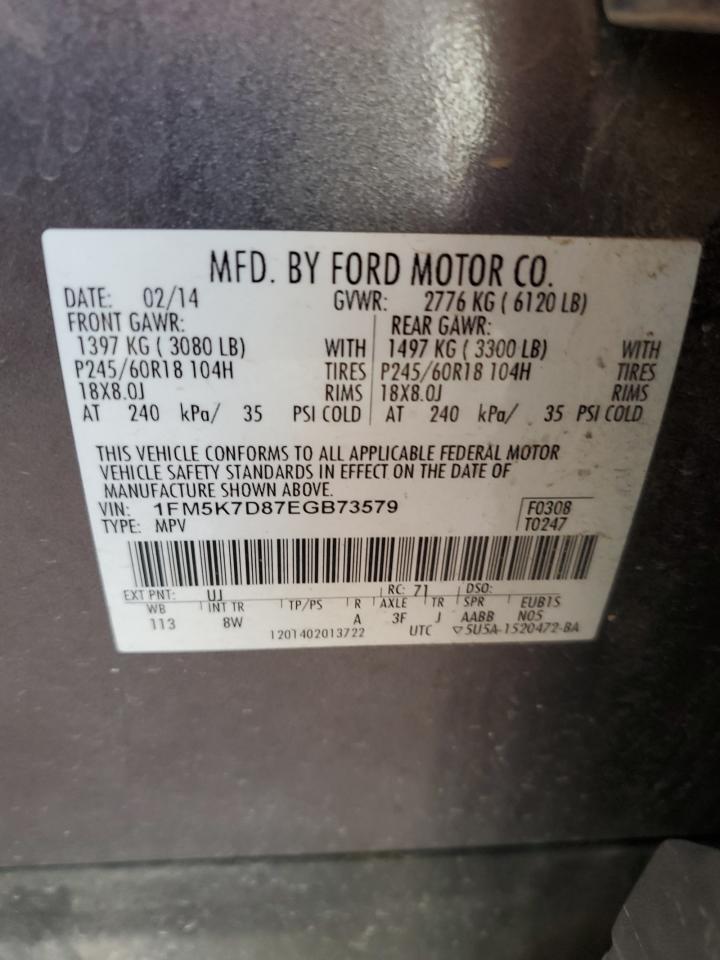 MFD. BY FORD MOTOR CO.
DATE: 02/14 GVWR: 2776 KG ( 6120 LB)
FRONT GAWR: REAR GAWR:
1397 KG ( 3080 LB) WITH 1497 KG ( 3300 LB) WITH
P245/60R18 104H TIRES P245/60R18 104H TIRES
18X8.0J RIMS 18X8.0J RIMS
AT 240 kPa/ 35 PSI COLD AT 240 kPa/ 35 PSI COLD
THIS VEHICLE CONFORMS TO ALL APPLICABLE FEDERAL MOTOR
VEHICLE SAFETY STANDARDS IN EFFECT ON THE DATE OF
MANUFACTURE SHOWN ABOVE.
VIN: 1FM5K7D87EGB73579 F0308
TYPE: MPV T0247
EXT PNT: UJ RC: 71 DSO:
WB INT TR TP/PS R AXLE TR SPR EUB1S
113 8W A 3F J AABB N05
1201402013722 UTC ▽5U5A-1520472-BA